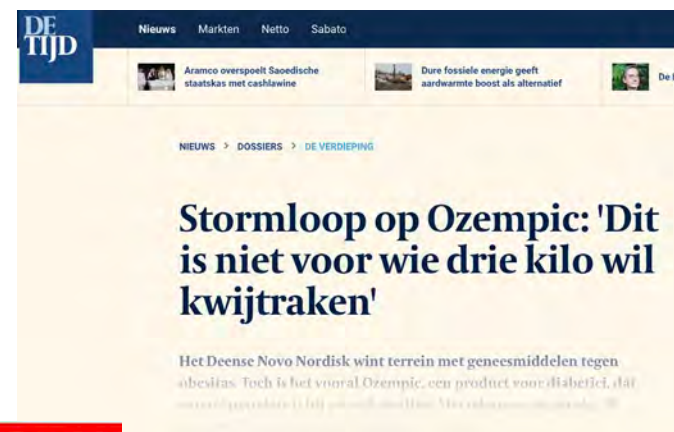 DE
TIJD
Nieuws Markten Netto Sabato
Aramco overspoelt Saoedische
staatskas met cashlawine
Dure fossiele energie geeft
aardwarmte boost als alternatief
De
NIEUWS > DOSSIERS > DE VERDIEPING
Stormloop op Ozempic: 'Dit
is niet voor wie drie kilo wil
kwijtraken'
Het Deense Novo Nordisk wint terrein met geneesmiddelen tegen
obesitas. Toch is het vooral Ozempic, een product voor diabetici, dat